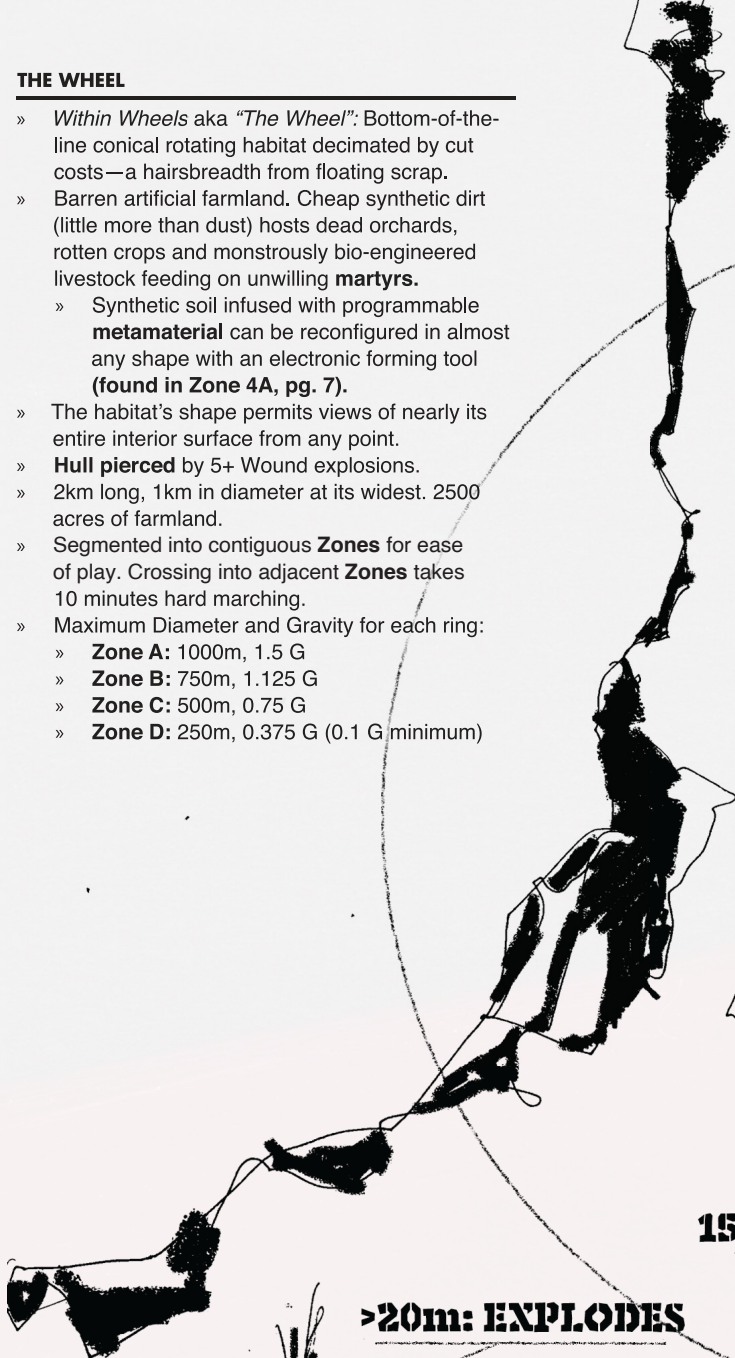 THE WHEEL
» Within Wheels aka “The Wheel”: Bottom-of-the-
line conical rotating habitat decimated by cut
costs—a hairsbreadth from floating scrap.
» Barren artificial farmland. Cheap synthetic dirt
(little more than dust) hosts dead orchards,
rotten crops and monstrously bio-engineered
livestock feeding on unwilling martyrs.
» Synthetic soil infused with programmable
metamaterial can be reconfigured in almost
any shape with an electronic forming tool
(found in Zone 4A, pg. 7).
» The habitat’s shape permits views of nearly its
entire interior surface from any point.
» Hull pierced by 5+ Wound explosions.
» 2km long, 1km in diameter at its widest. 2500
acres of farmland.
» Segmented into contiguous Zones for ease
of play. Crossing into adjacent Zones takes
10 minutes hard marching.
» Maximum Diameter and Gravity for each ring:
» Zone A: 1000m, 1.5 G
» Zone B: 750m, 1.125 G
» Zone C: 500m, 0.75 G
» Zone D: 250m, 0.375 G (0.1 G minimum)
15
>20m: EXPLODES